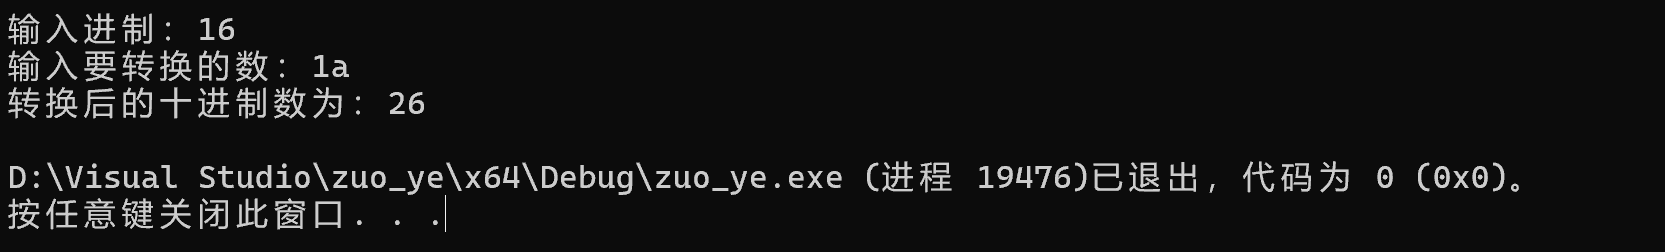 输入进制：16
输入要转换的数：1a
转换后的十进制数为：26
D:\Visual Studio\zuo_ye\x64\Debug\zuo_ye.exe (进程 19476)已退出，代码为 0 (0x0)。
按任意键关闭此窗口. . .